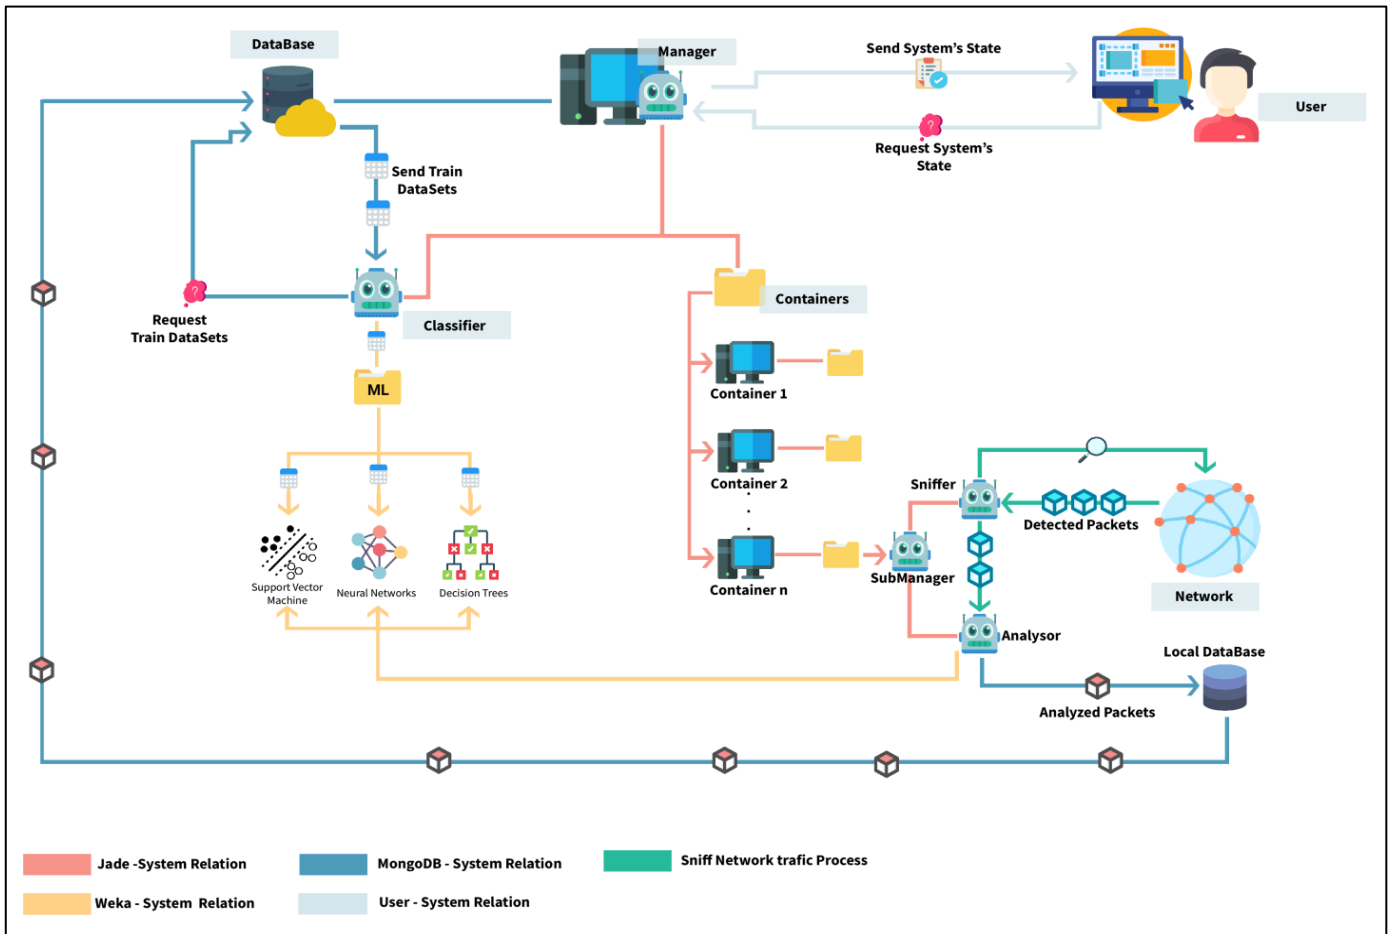 DataBase
Manager
Send System's State
User
Request System's
State
Send Train
DataSets
Request
Train DataSets
Classifier
Containers
ML
Container 1
Container 2
Container n
Sniffer
Detected Packets
SubManager
Network
Support Vector
Machine
Neural Networks
Decision Trees
Analysor
Local DataBase
Analyzed Packets
Jade -System Relation
MongoDB - System Relation
Sniff Network trafic Process
Weka - System Relation
User - System Relation